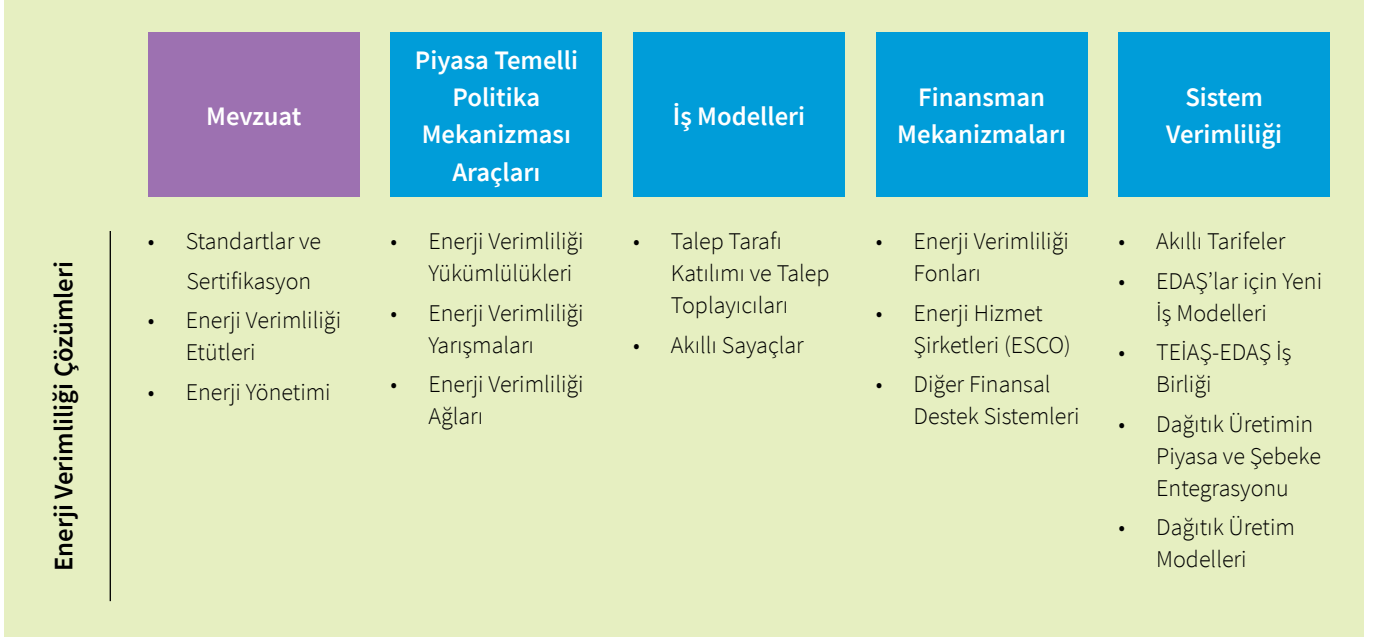 Mevzuat
Piyasa Temelli
Politika
Mekanizması
Araçları
İş Modelleri
Finansman
Mekanizmaları
Sistem
Verimliliği
Enerji Verimliliği Çözümleri
• Standartlar ve
Sertifikasyon
• Enerji Verimliliği
Etütleri
• Enerji Yönetimi
• Enerji Verimliliği
Yükümlülükleri
• Enerji Verimliliği
Yarışmaları
• Enerji Verimliliği
Ağları
• Talep Tarafı
Katılımı ve Talep
Toplayıcıları
• Akıllı Sayaçlar
• Enerji Verimliliği
Fonları
• Enerji Hizmet
Şirketleri (ESCO)
• Diğer Finansal
Destek Sistemleri
• Akıllı Tarifeler
• EDAŞ’lar için Yeni
İş Modelleri
• TEİAŞ-EDAŞ İş
Birliği
• Dağıtık Üretimin
Piyasa ve Şebeke
Entegrasyonu
• Dağıtık Üretim
Modelleri